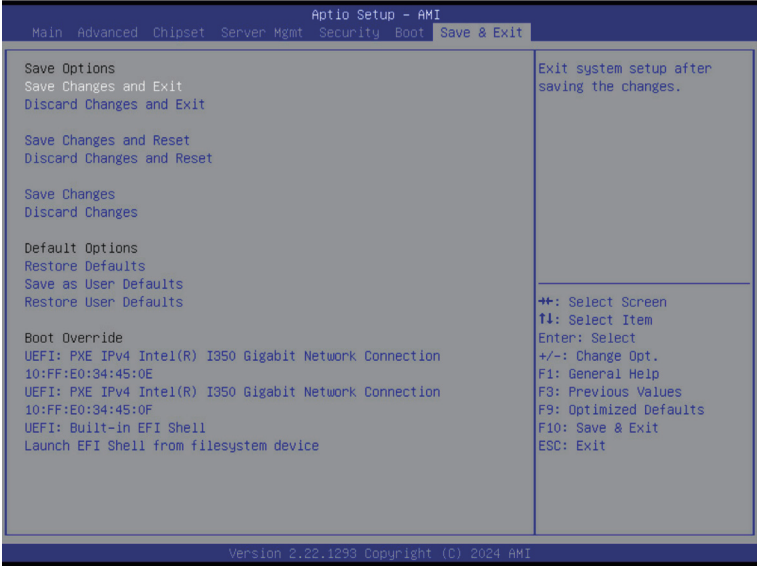 Aptio Setup – AMI
Main Advanced Chipset Server Mgmt Security Boot Save & Exit
Save Options
Save Changes and Exit
Discard Changes and Exit
Save Changes and Reset
Discard Changes and Reset
Save Changes
Discard Changes
Default Options
Restore Defaults
Save as User Defaults
Restore User Defaults
Boot Override
UEFI: PXE IPv4 Intel(R) I350 Gigabit Network Connection
10:FF:E0:34:45:0E
UEFI: PXE IPv4 Intel(R) I350 Gigabit Network Connection
10:FF:E0:34:45:0F
UEFI: Built-in EFI Shell
Launch EFI Shell from filesystem device
Exit system setup after
saving the changes.
→←: Select Screen
↑↓: Select Item
Enter: Select
+/-: Change Opt.
F1: General Help
F3: Previous Values
F9: Optimized Defaults
F10: Save & Exit
ESC: Exit
Version 2.22.1293 Copyright (C) 2024 AMI